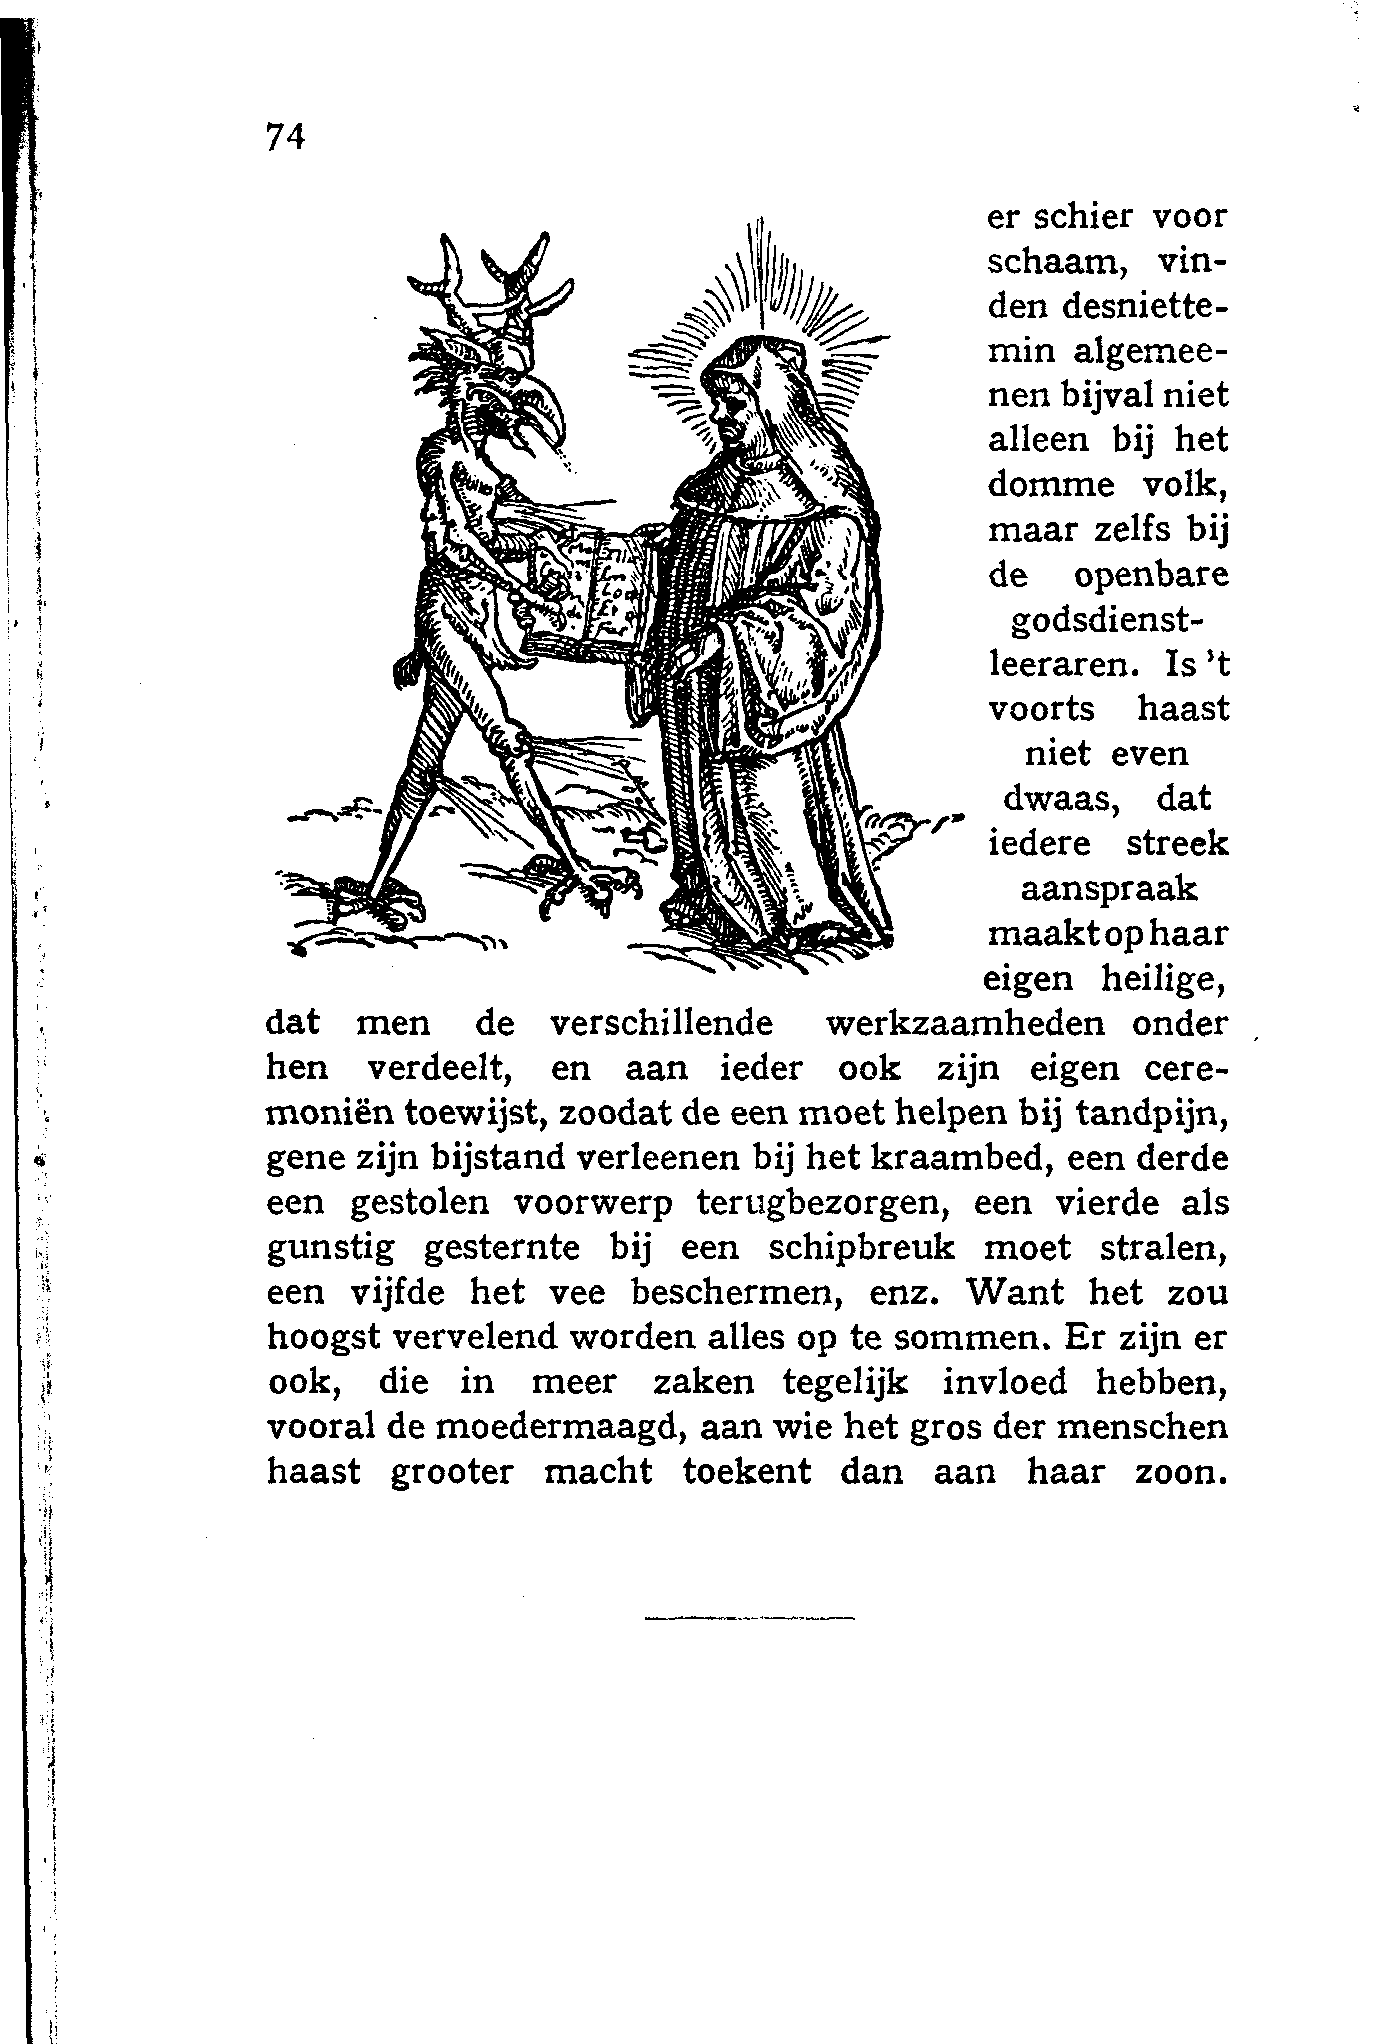 74
er schier voor
schaam, vin-
den desniette-
min algemee-
nen bijval niet
alleen bij het
domme volk,
maar zelfs bij
de openbare
godsdienst-
leeraren. Is 't
voorts haast
niet even
dwaas, dat
iedere streek
aanspraak
maakt op haar
eigen heilige,
dat men de verschillende werkzaamheden onder
hen verdeelt, en aan ieder ook zijn eigen cere-
moniën toewijst, zoodat de een moet helpen bij tandpijn,
gene zijn bijstand verleenen bij het kraambed, een derde
een gestolen voorwerp terugbezorgen, een vierde als
gunstig gesternte bij een schipbreuk moet stralen,
een vijfde het vee beschermen, enz. Want het zou
hoogst vervelend worden alles op te sommen. Er zijn er
ook, die in meer zaken tegelijk invloed hebben,
vooral de moedermaagd, aan wie het gros der menschen
haast grooter macht toekent dan aan haar zoon.